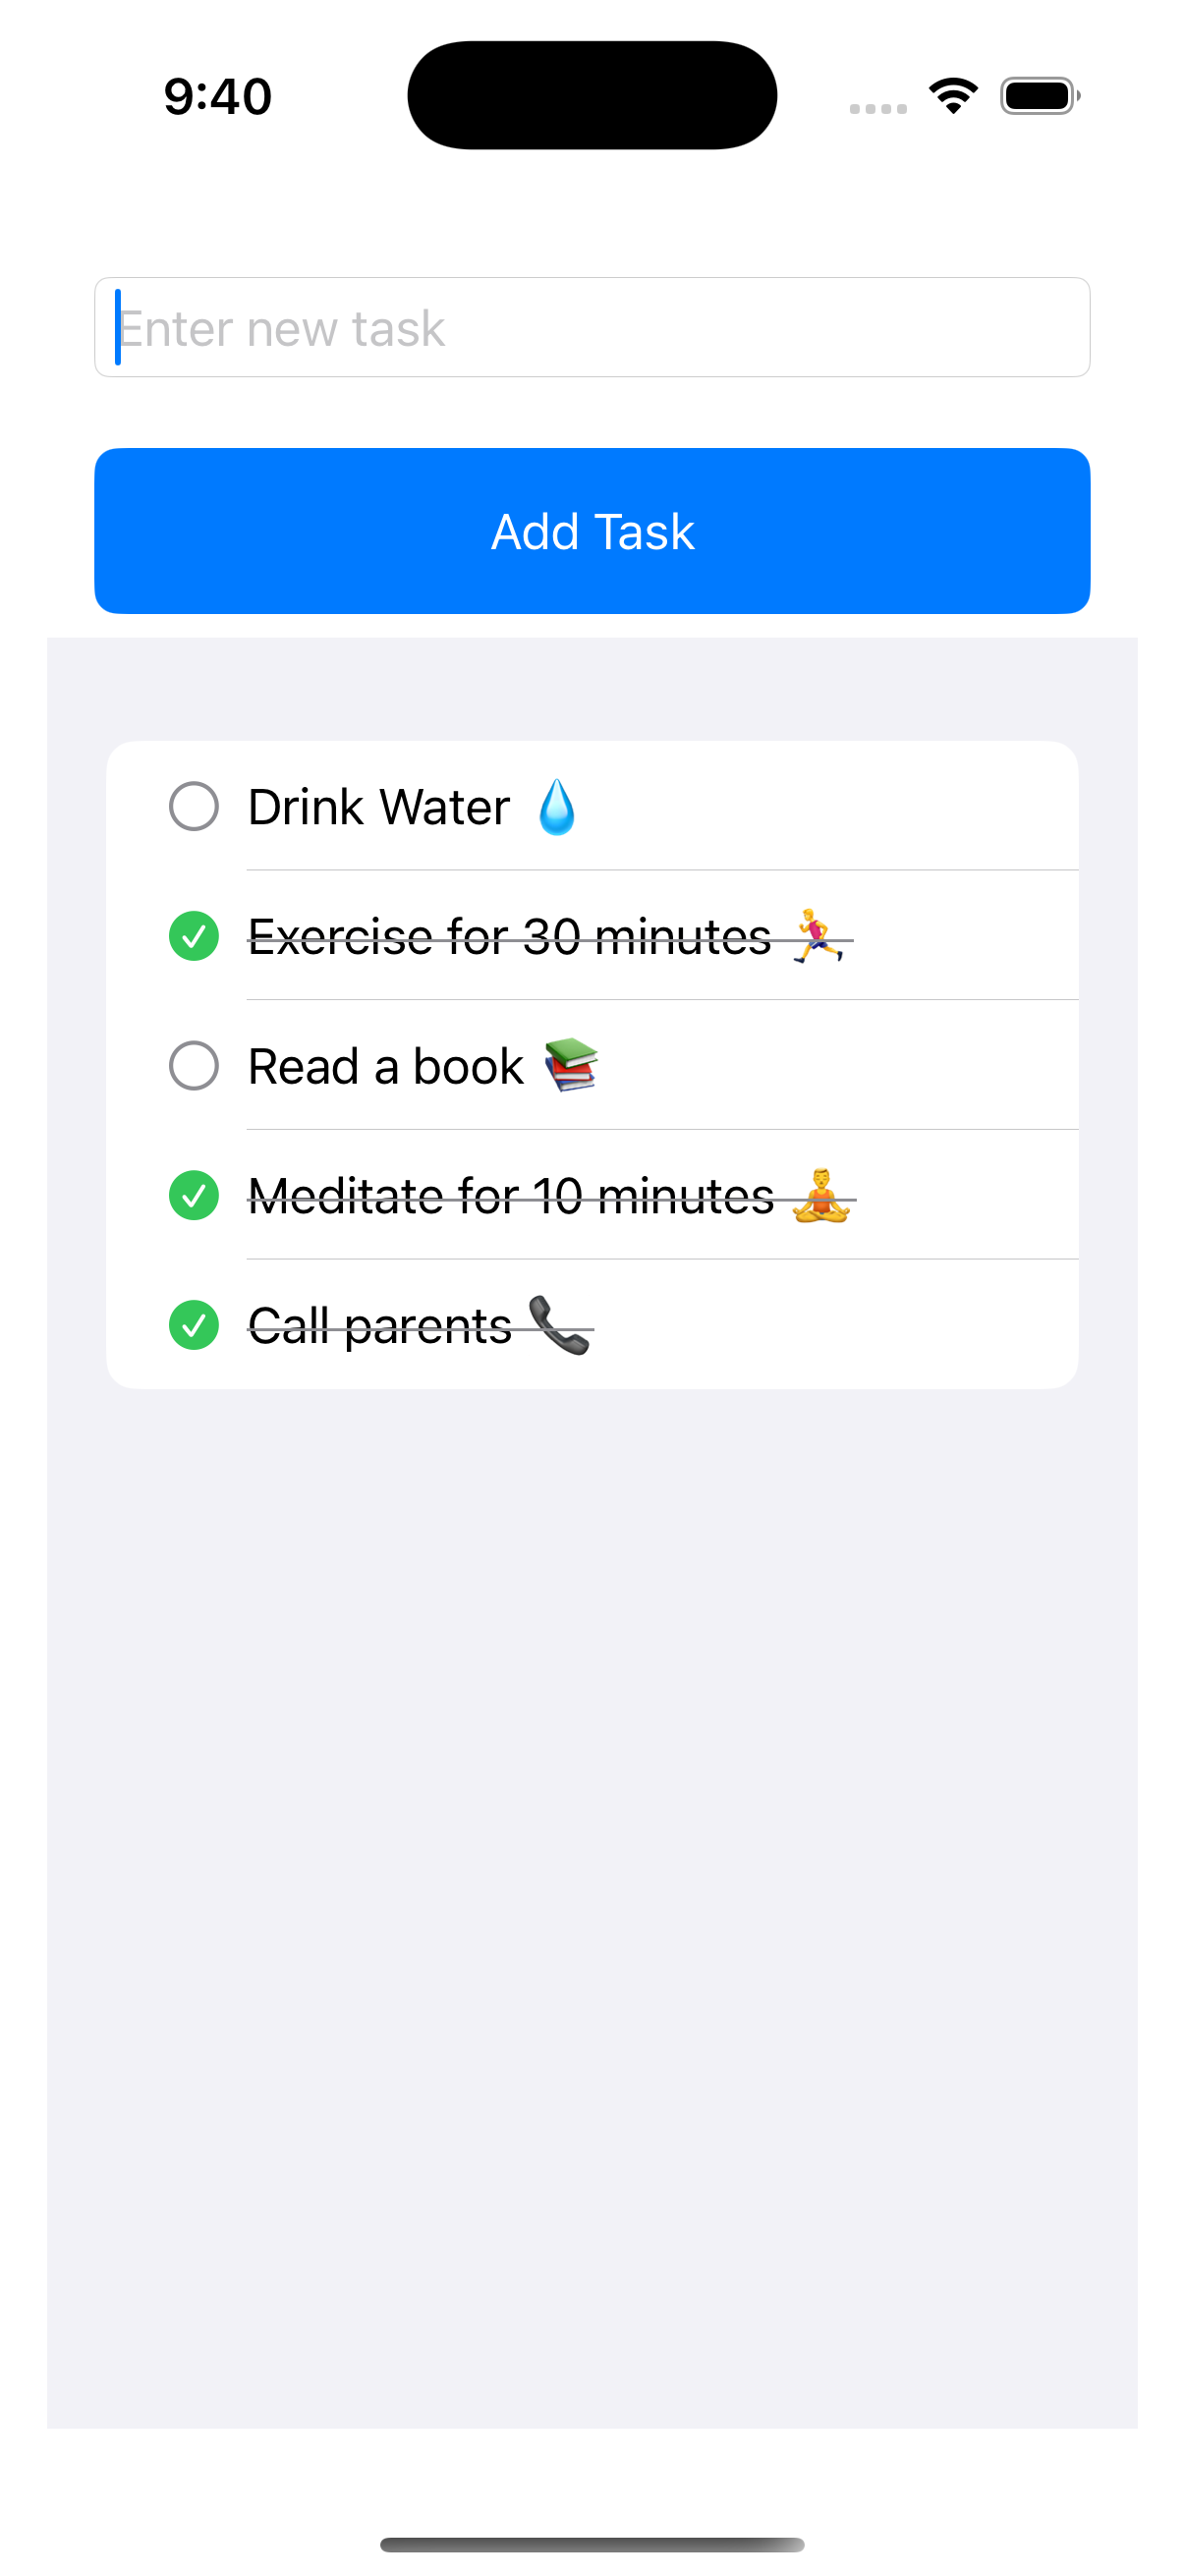 9:40
Enter new task
Add Task
Drink Water 💧
Exercise for 30 minutes 🏃
Read a book 📚
Meditate for 10 minutes 🧘
Call parents 📞